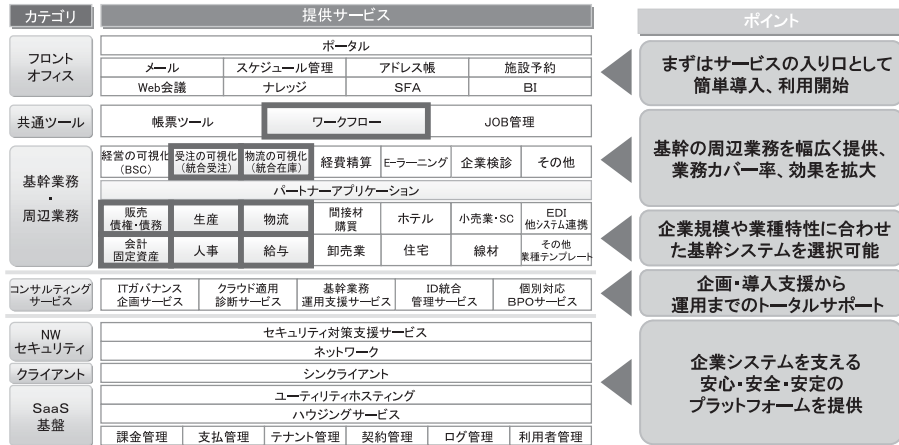 カテゴリ
提供サービス
ポイント
フロント
オフィス
ポータル
メール
スケジュール管理
アドレス帳
施設予約
Web会議
ナレッジ
SFA
BI
まずはサービスの入り口として
簡単導入、利用開始
共通ツール
帳票ツール
ワークフロー
JOB管理
基幹業務
・
周辺業務
経営の可視化
(BSC)
受注の可視化
(統合受注)
物流の可視化
(統合在庫)
経費精算
E-ラーニング
企業検診
その他
パートナーアプリケーション
基幹の周辺業務を幅広く提供、
業務カバー率、効果を拡大
販売
債権・債務
生産
物流
間接材
購買
ホテル
小売業・SC
EDI
他システム連携
会計
固定資産
人事
給与
卸売業
住宅
線材
その他
業種テンプレート
企業規模や業種特性に合わせ
た基幹システムを選択可能
コンサルティング
サービス
ITガバナンス
企画サービス
クラウド適用
診断サービス
基幹業務
運用支援サービス
ID統合
管理サービス
個別対応
BPOサービス
企画・導入支援から
運用までのトータルサポート
NW
セキュリティ
セキュリティ対策支援サービス
ネットワーク
クライアント
シンクライアント
SaaS
基盤
ユーティリティホスティング
ハウジングサービス
課金管理
支払管理
テナント管理
契約管理
ログ管理
利用者管理
企業システムを支える
安心・安全・安定の
プラットフォームを提供